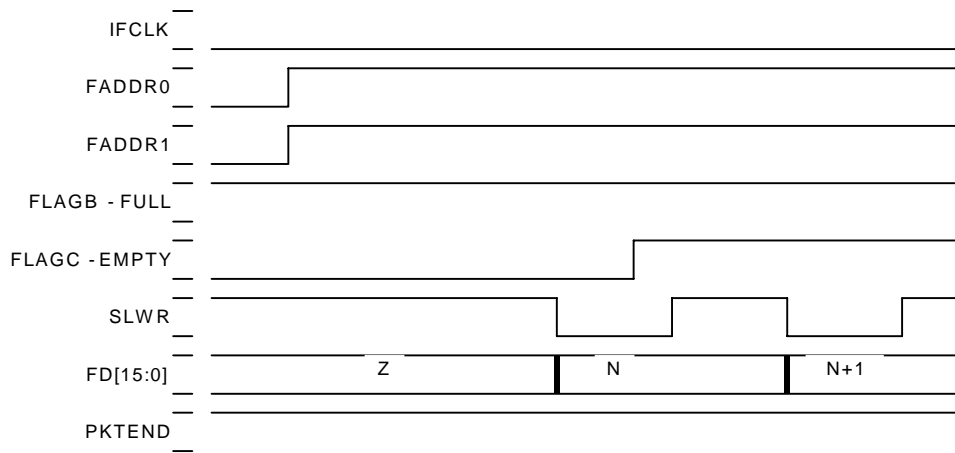 IFCLK
FADDR0
FADDR1
FLAGB - FULL
FLAGC - EMPTY
SLWR
FD[15:0] Z N N+1
PKTEND